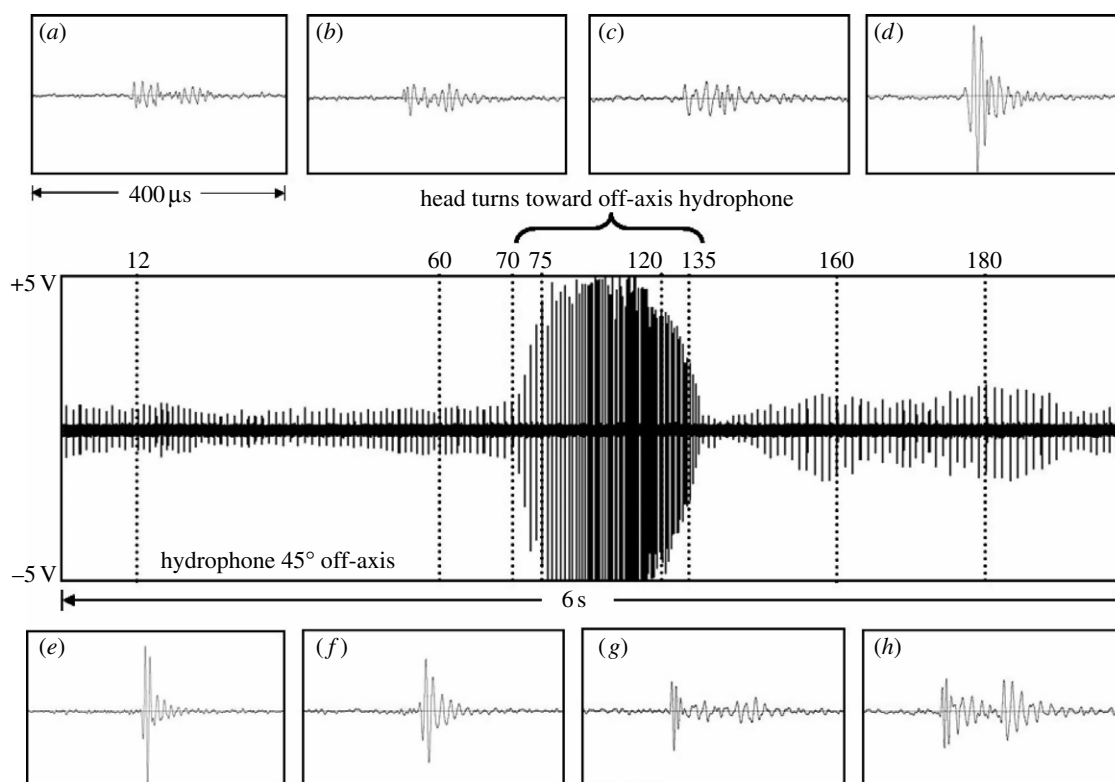 (a) (b) (c) (d)
400 µs
head turns toward off-axis hydrophone
12 60 70 75 120 135 160 180
+5 V
hydrophone 45° off-axis
–5 V
6 s
(e) (f) (g) (h)